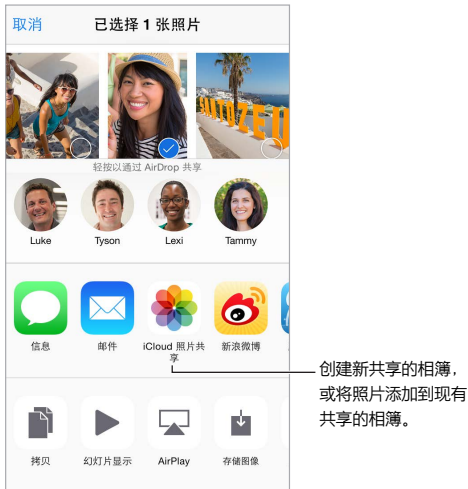 取消 已选择 1 张照片
轻按以通过 AirDrop 共享
Luke Tyson Lexi Tammy
信息 邮件 iCloud 照片共
享 新浪微博
创建新共享的相簿，
或将照片添加到现有
共享的相簿。
拷贝 幻灯片显示 AirPlay 存储图像